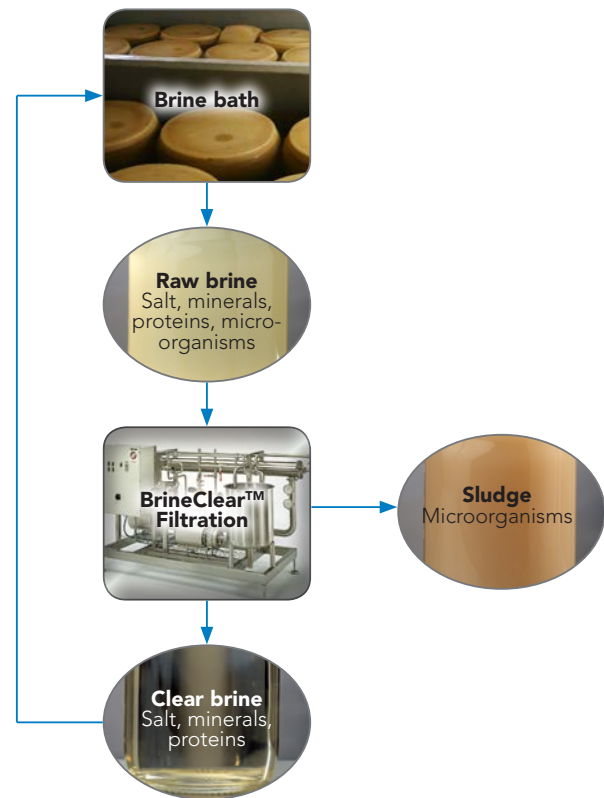 Brine bath
Raw brine
Salt, minerals,
proteins, micro-
organisms
BrineClear™
Filtration
Sludge
Microorganisms
Clear brine
Salt, minerals,
proteins